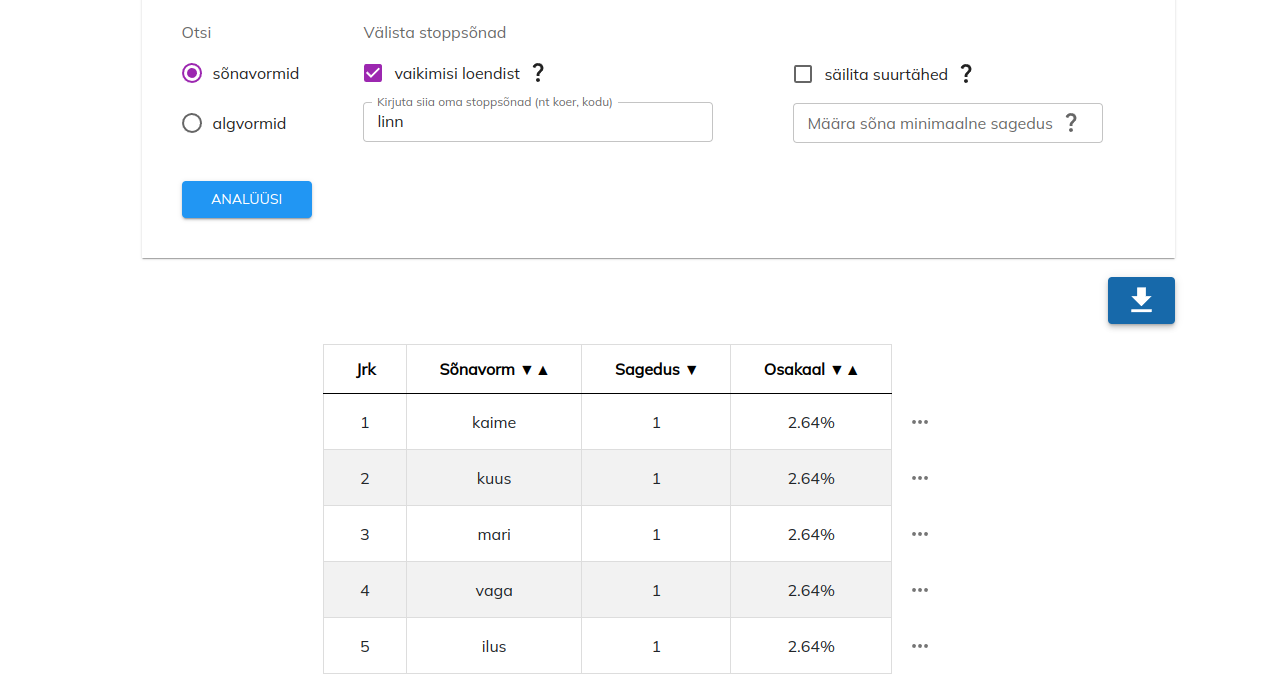 Otsi Välista stoppsõnad
sõnavormid vaikimisi loendist ? säilita suurtähed ?
Kirjuta siia oma stoppsõnad (nt koer, kodu)
algvormid linn Määra sõna minimaalne sagedus ?
ANALÜÜSI
Jrk Sõnavorm ▼▲ Sagedus ▼ Osakaal ▼▲
1 kaime 1 2.64% •••
2 kuus 1 2.64% •••
3 mari 1 2.64% •••
4 vaga 1 2.64% •••
5 ilus 1 2.64% •••